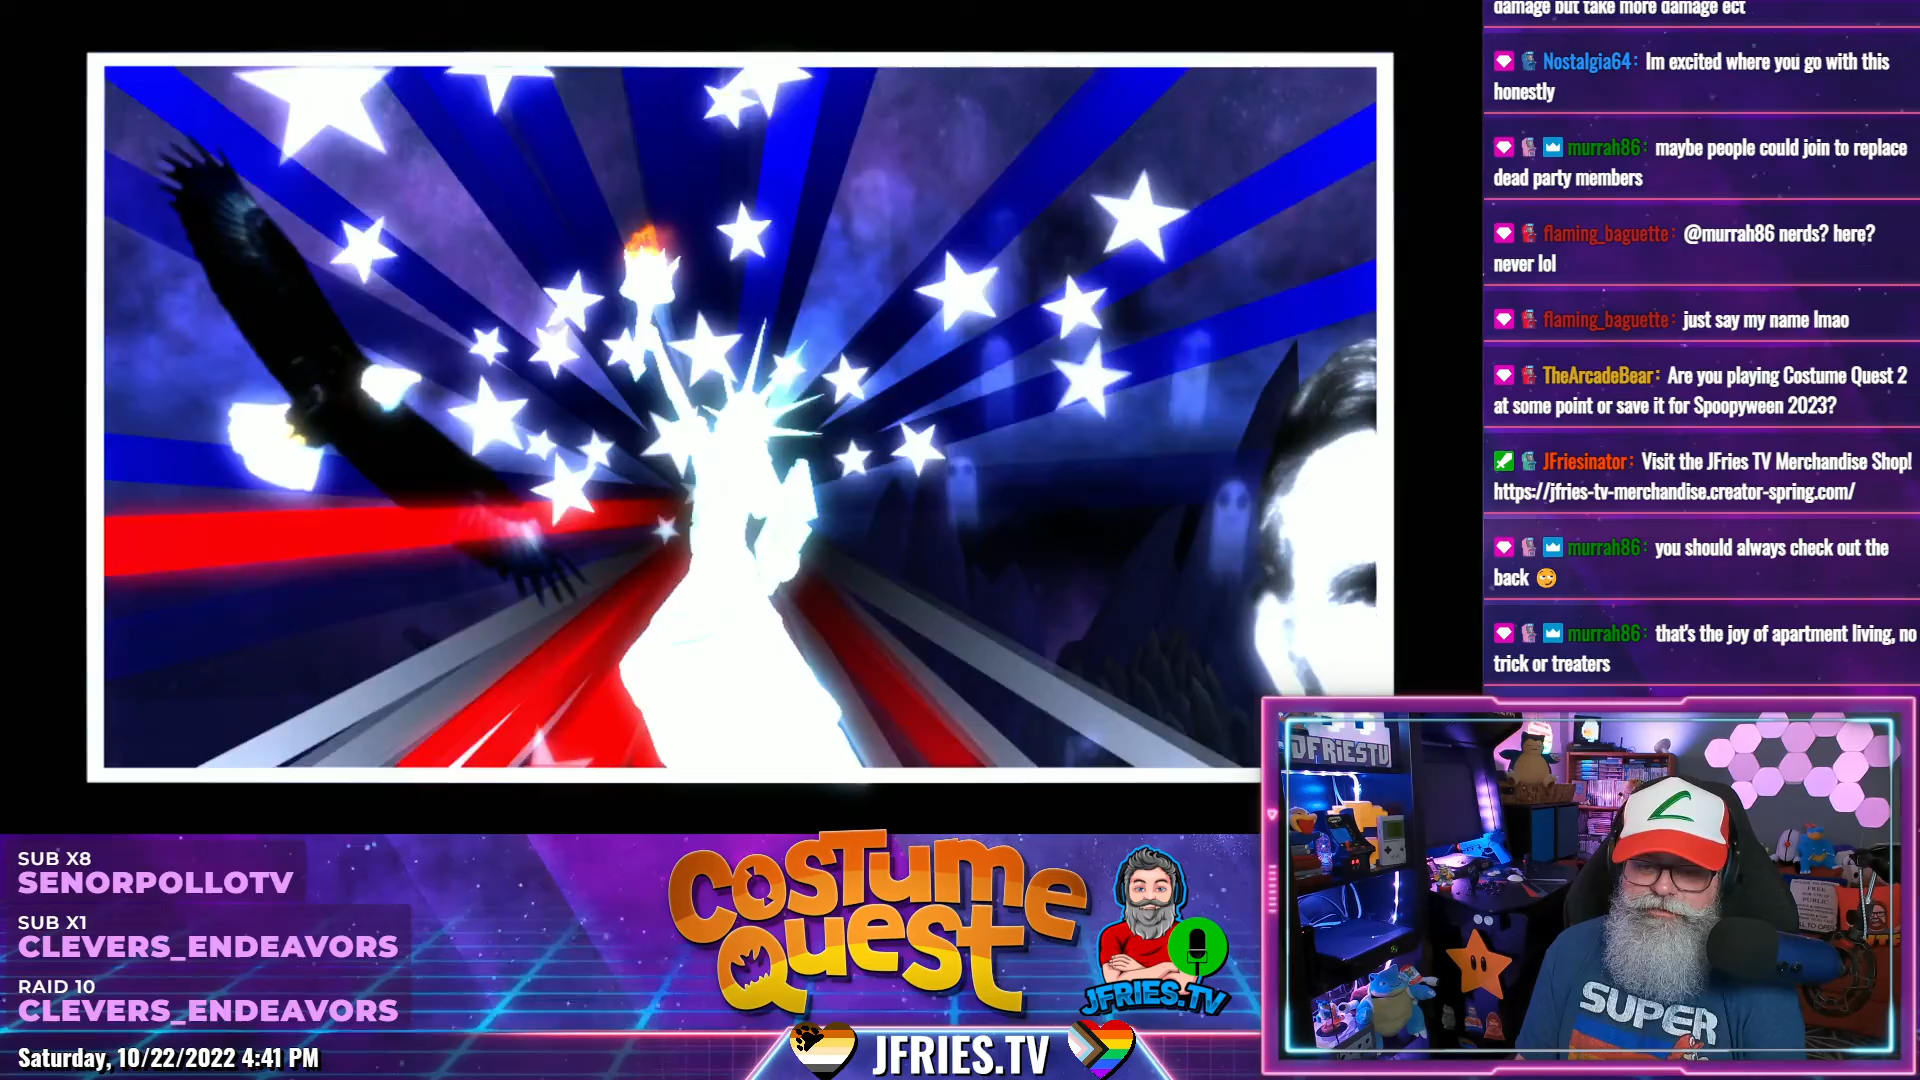 damage but take more damage ect
Nostalgia64: Im excited where you go with this
honestly
murrah86: maybe people could join to replace
dead party members
flaming_baguette: @murrah86 nerds? here?
never lol
flaming_baguette: just say my name lmao
TheArcadeBear: Are you playing Costume Quest 2
at some point or save it for Spoopyween 2023?
JFriesinator: Visit the JFries TV Merchandise Shop!
https://jfries-tv-merchandise.creator-spring.com/
murrah86: you should always check out the
back 🙄
murrah86: that's the joy of apartment living, no
trick or treaters
JFRIESTV
SUPER
SUB X8
SENORPOLLOTV
SUB X1
CLEVERS_ENDEAVORS
RAID 10
CLEVERS_ENDEAVORS
Saturday, 10/22/2022 4:41 PM
COSTUME
QUEST
JFRIES.TV
JFRIES.TV